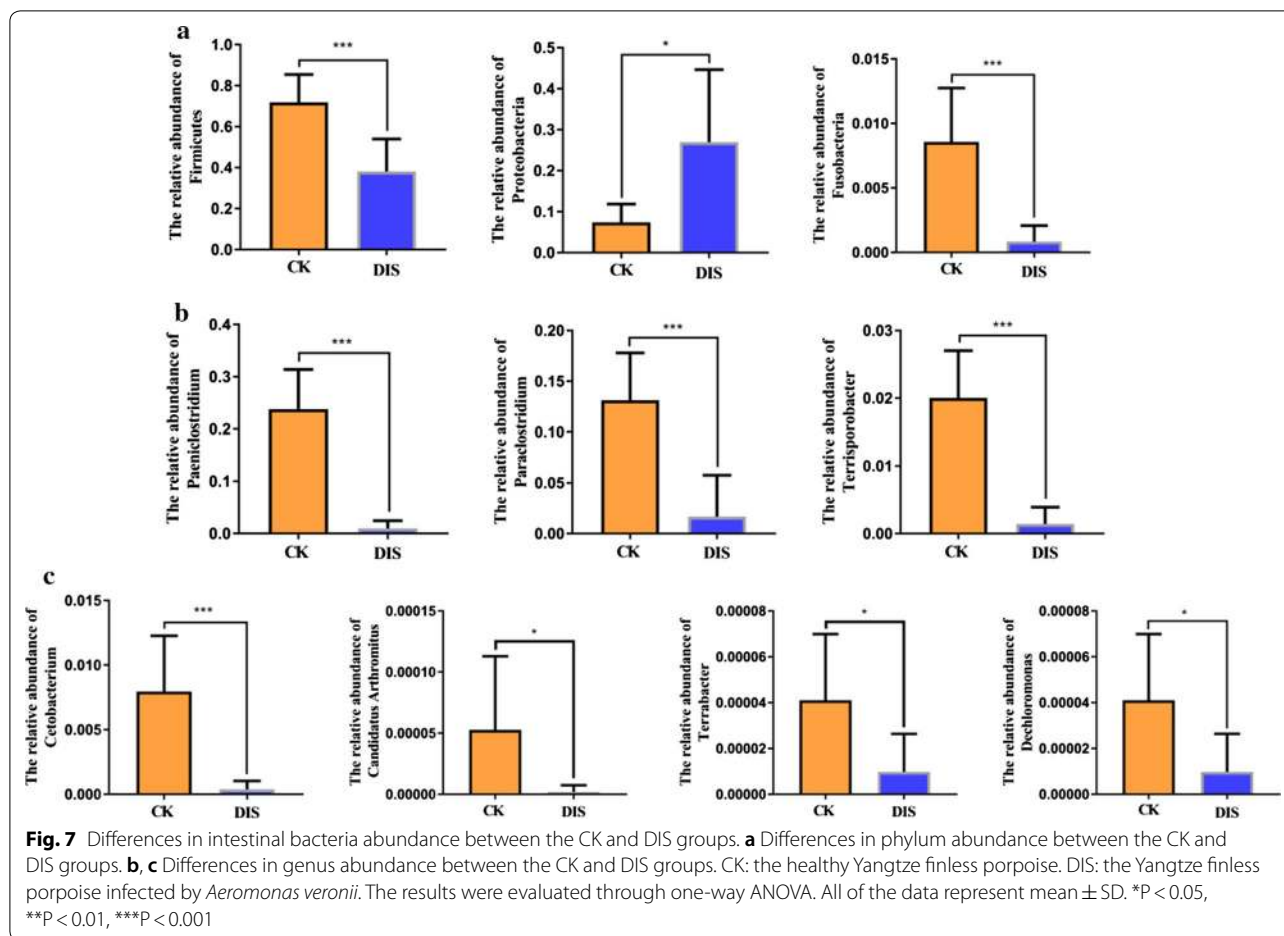 a
The relative abundance of
Firmicutes
1.0
0.8
0.6
0.4
0.2
0.0
***
CK
DIS
The relative abundance of
Proteobacteria
0.5
0.4
0.3
0.2
0.1
0.0
*
CK
DIS
The relative abundance of
Fusobacteria
0.015
0.010
0.005
0.000
***
CK
DIS
b
The relative abundance of
Paeniclostridium
0.4
0.3
0.2
0.1
0.0
***
CK
DIS
The relative abundance of
Paraclostridium
0.20
0.15
0.10
0.05
0.00
***
CK
DIS
The relative abundance of
Terrisporobacter
0.03
0.02
0.01
0.00
***
CK
DIS
c
The relative abundance of
Cetobacterium
0.015
0.010
0.005
0.000
***
CK
DIS
The relative abundance of
Candidatus Arthromitus
0.00015
0.00010
0.00005
0.00000
*
CK
DIS
The relative abundance of
Terrabacter
0.00008
0.00006
0.00004
0.00002
0.00000
*
CK
DIS
The relative abundance of
Dechloromonas
0.00008
0.00006
0.00004
0.00002
0.00000
*
CK
DIS
Fig. 7 Differences in intestinal bacteria abundance between the CK and DIS groups. a Differences in phylum abundance between the CK and
DIS groups. b, c Differences in genus abundance between the CK and DIS groups. CK: the healthy Yangtze finless porpoise. DIS: the Yangtze finless
porpoise infected by Aeromonas veronii. The results were evaluated through one-way ANOVA. All of the data represent mean ± SD. *P < 0.05,
**P < 0.01, ***P < 0.001